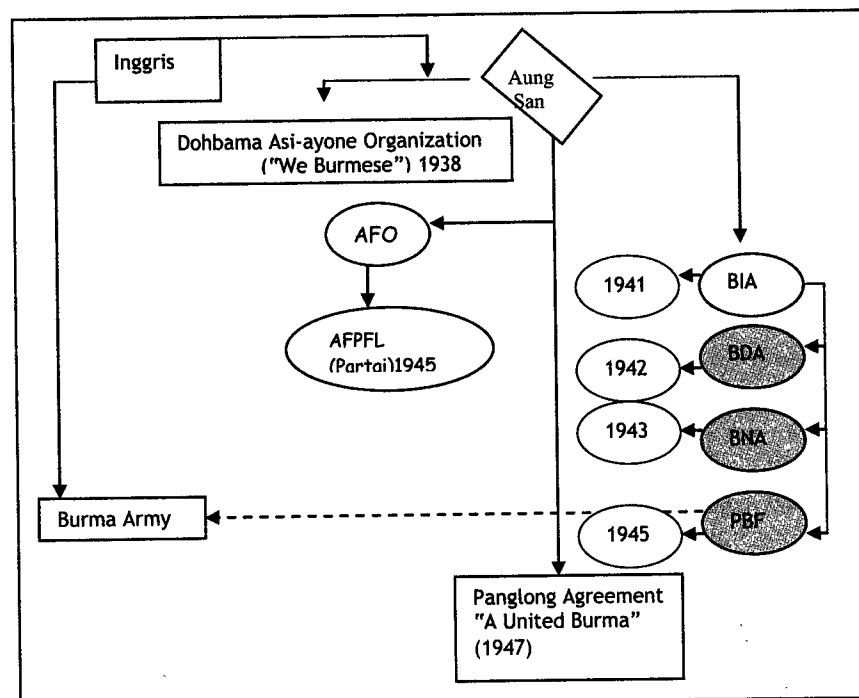 Inggris
Aung
San
Dohbama Asi-ayone Organization
(“We Burmese”) 1938
AFO
1941
BIA
AFPFL
(Partai)1945
1942
BDA
1943
BNA
Burma Army
1945
PBF
Panglong Agreement
“A United Burma”
(1947)